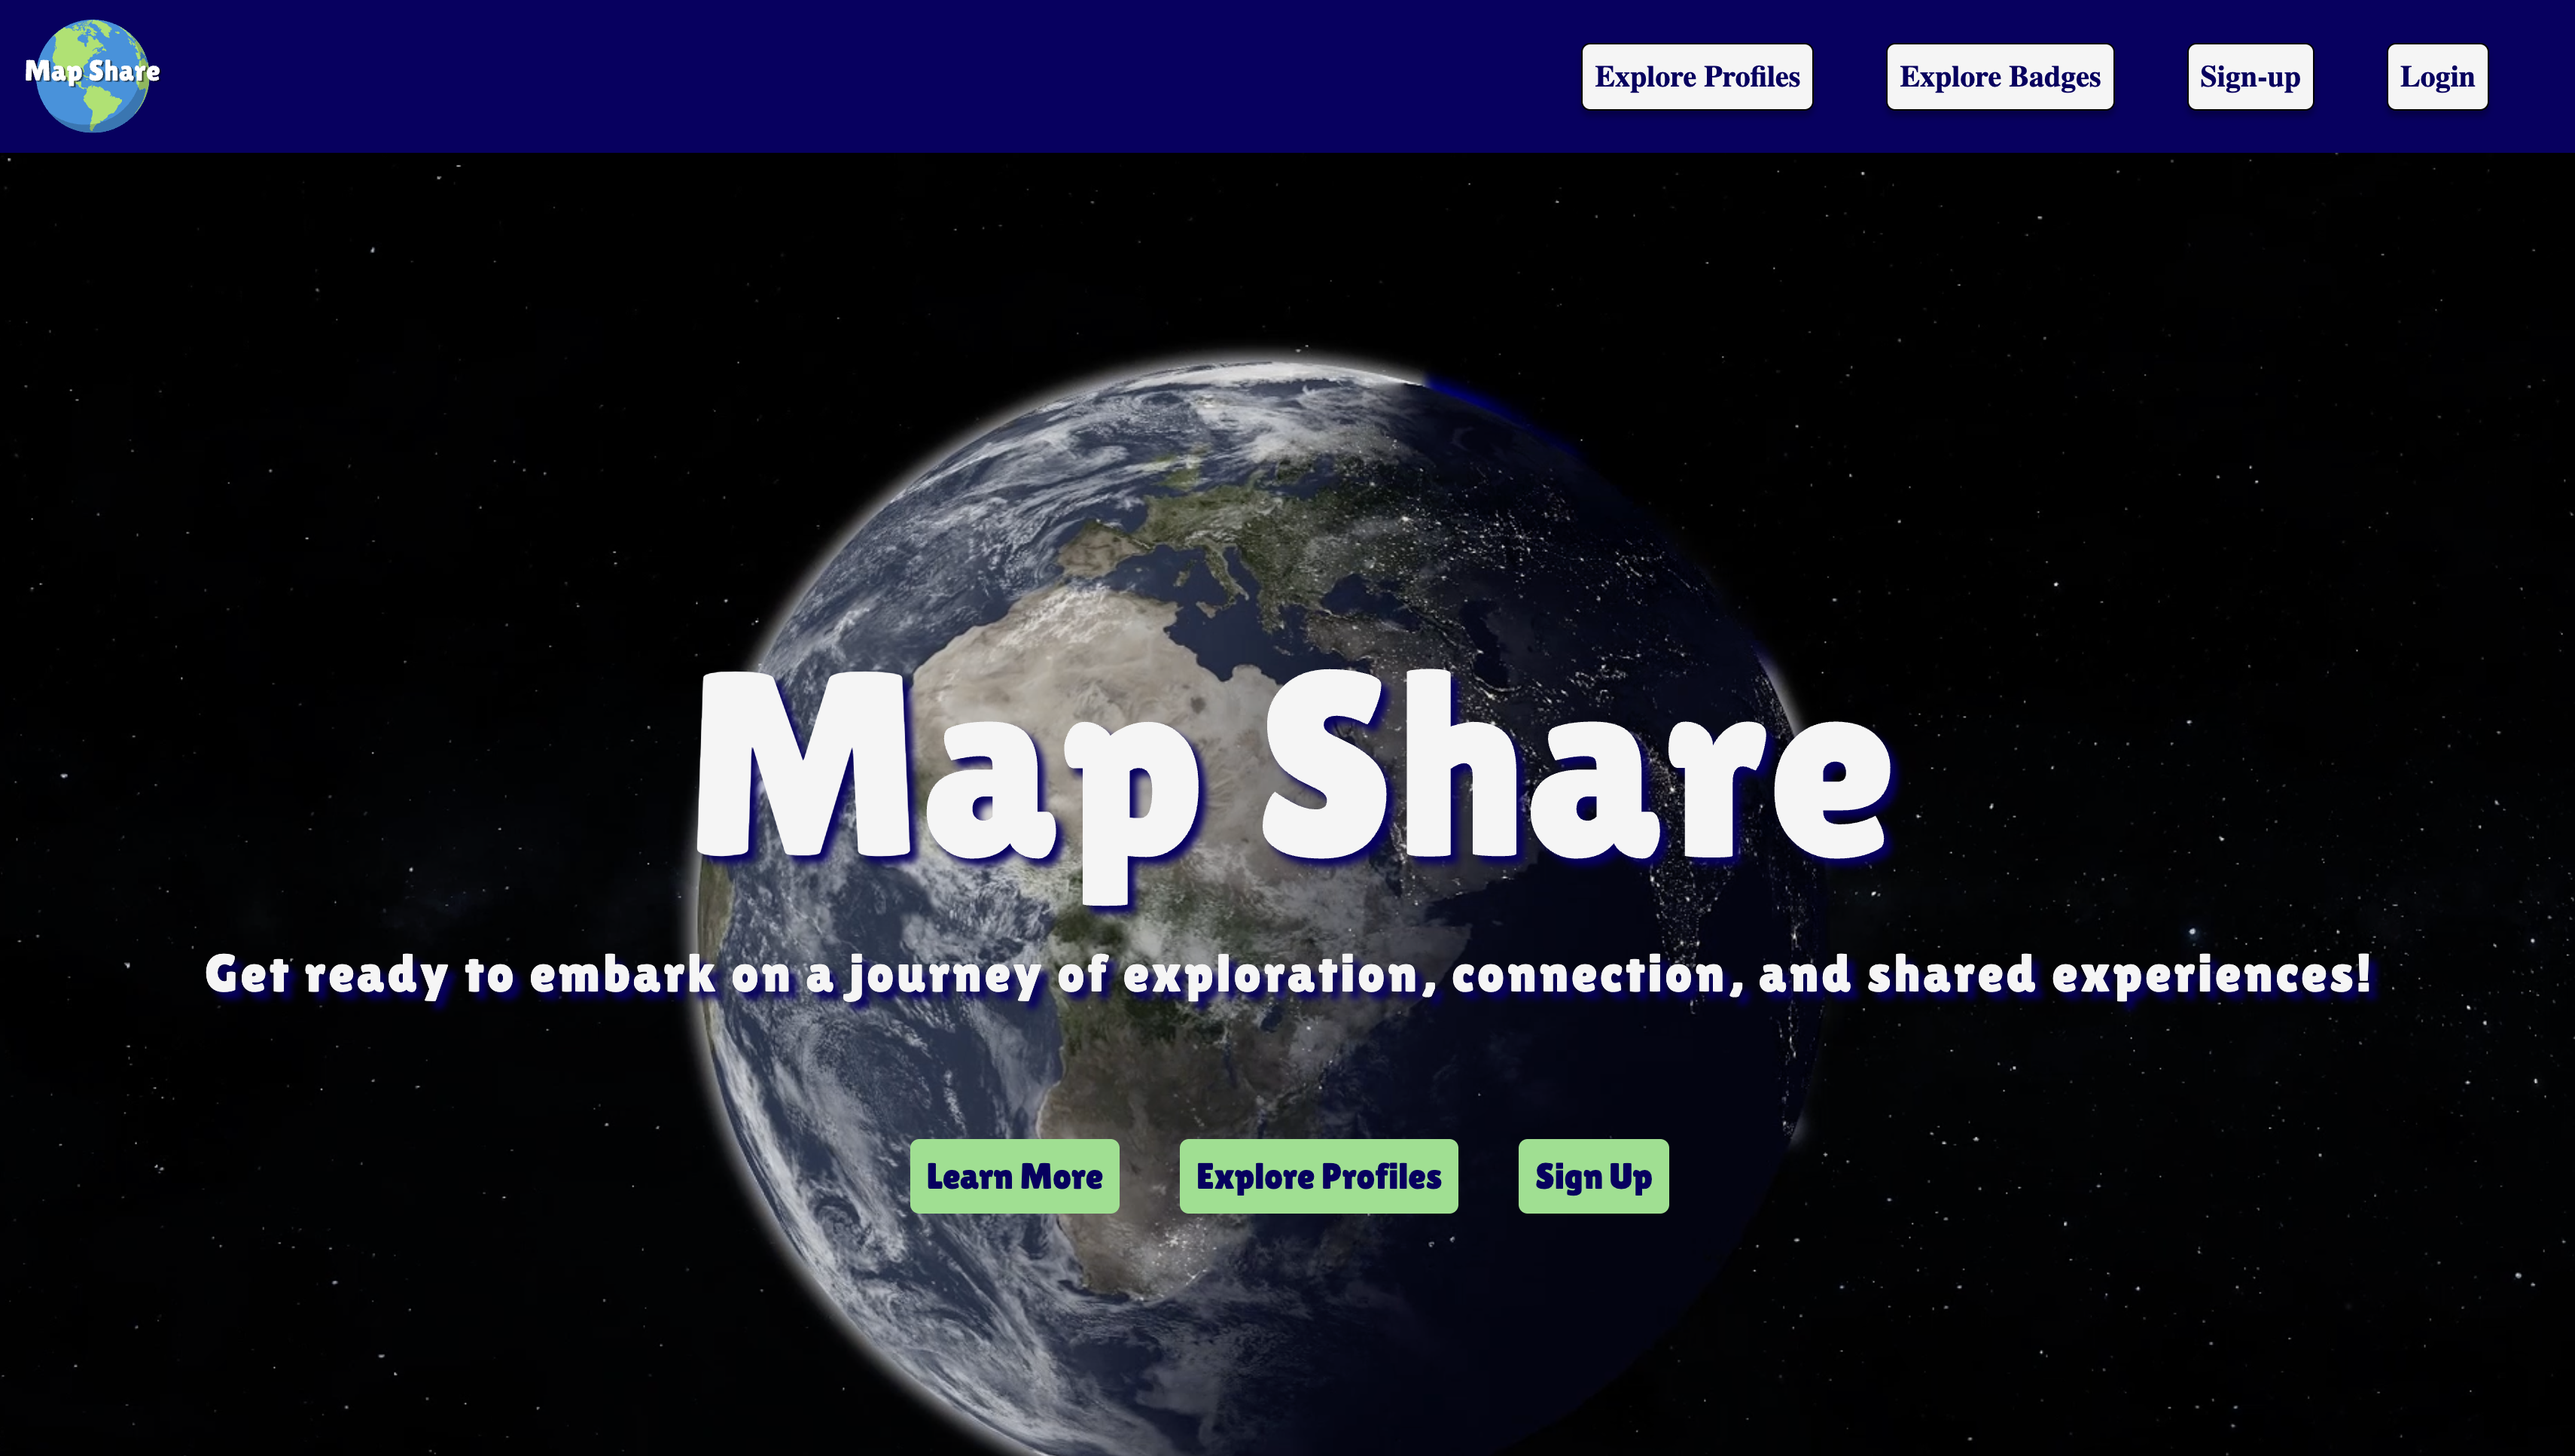 Map Share
Explore Profiles
Explore Badges
Sign-up
Login
Map Share
Get ready to embark on a journey of exploration, connection, and shared experiences!
Learn More
Explore Profiles
Sign Up